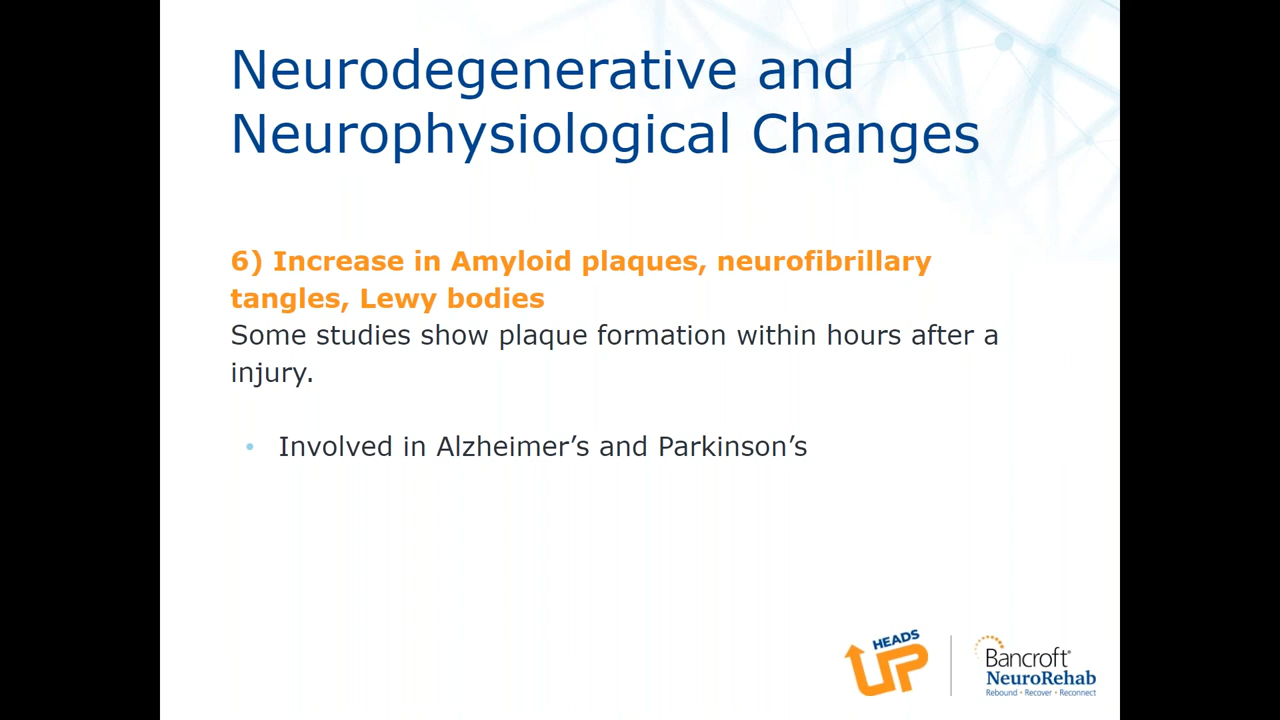 Neurodegenerative and
Neurophysiological Changes
6) Increase in Amyloid plaques, neurofibrillary
tangles, Lewy bodies
Some studies show plaque formation within hours after a
injury.
• Involved in Alzheimer’s and Parkinson’s
HEADS
UP
Bancroft®
NeuroRehab
Rebound • Recover • Reconnect